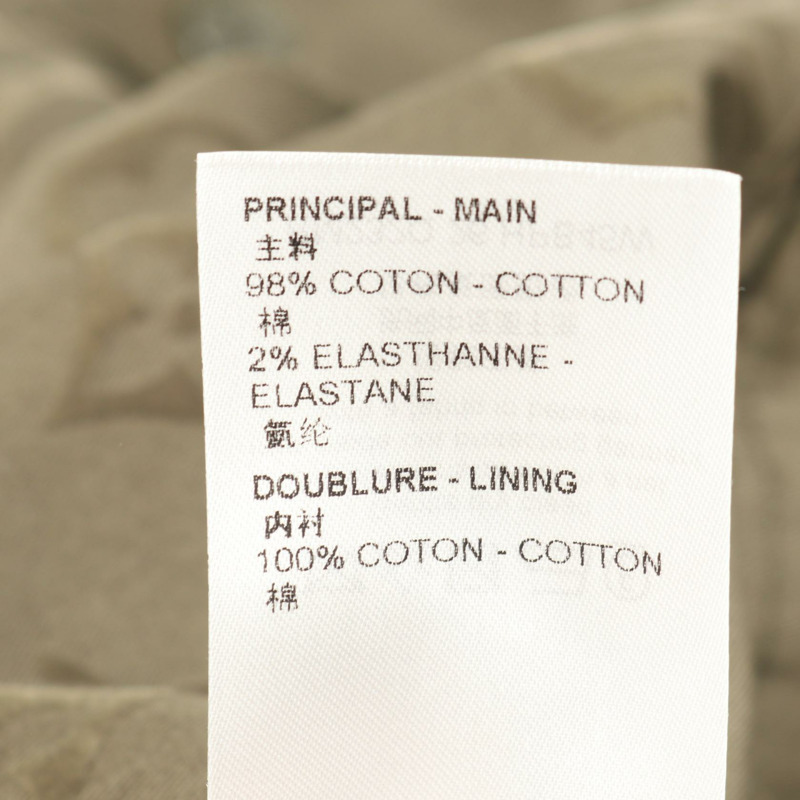 PRINCIPAL - MAIN
主料
98% COTON - COTTON
棉
2% ELASTHANNE -
ELASTANE
氨纶
DOUBLURE - LINING
内衬
100% COTON - COTTON
棉